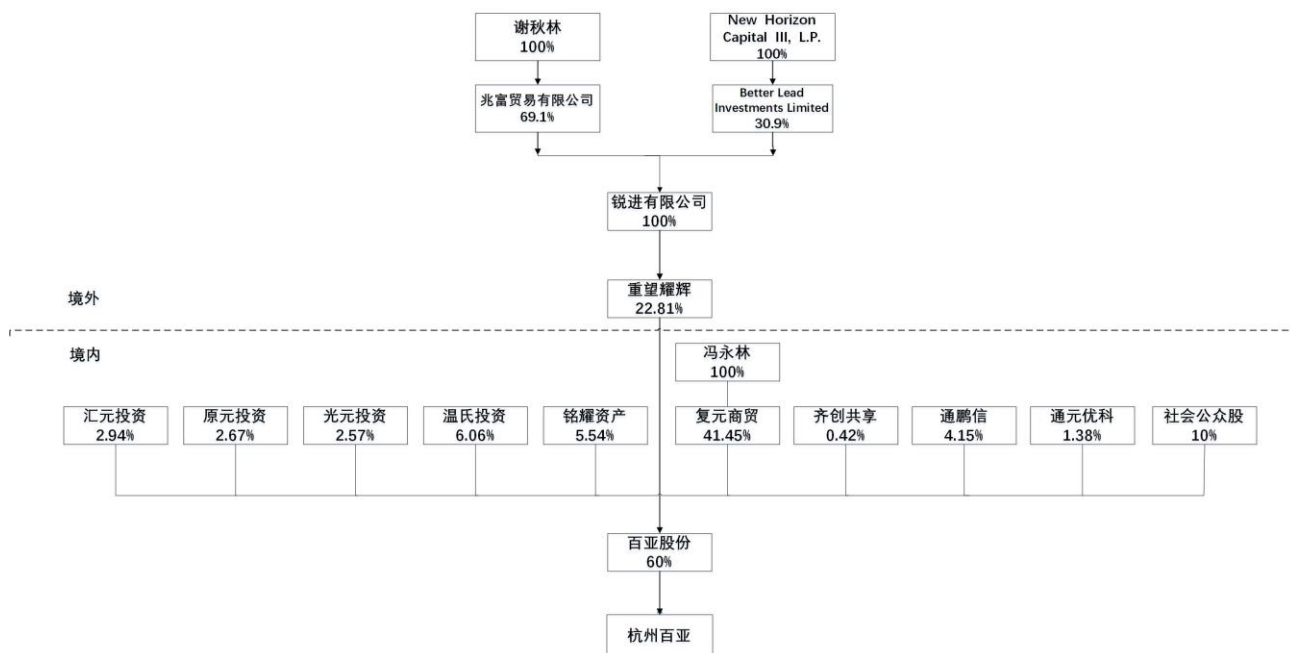 谢秋林
100%
New Horizon
Capital III, L.P.
100%
兆富贸易有限公司
69.1%
Better Lead
Investments Limited
30.9%
锐进有限公司
100%
重望耀辉
22.81%
境外
境内
冯永林
100%
汇元投资
2.94%
原元投资
2.67%
光元投资
2.57%
温氏投资
6.06%
铭耀资产
5.54%
复元商贸
41.45%
齐创共享
0.42%
通鹏信
4.15%
通元优科
1.38%
社会公众股
10%
百亚股份
60%
杭州百亚